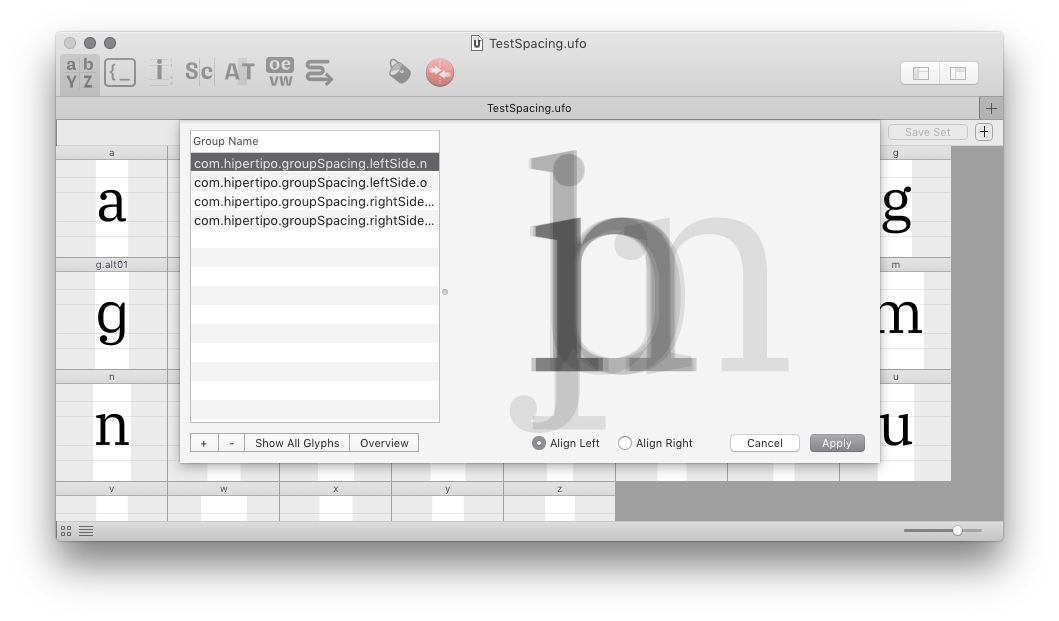 TestSpacing.ufo
a b
Y Z
{_
i
Sc
AT
oe
vw
TestSpacing.ufo
+
Save Set
+
Group Name
com.hipertipo.groupSpacing.leftSide.n
com.hipertipo.groupSpacing.leftSide.o
com.hipertipo.groupSpacing.rightSide...
com.hipertipo.groupSpacing.rightSide...
+ - Show All Glyphs Overview
Align Left Align Right Cancel Apply
a g
a g
g.alt01 m
g m
n u
n u
v w x y z